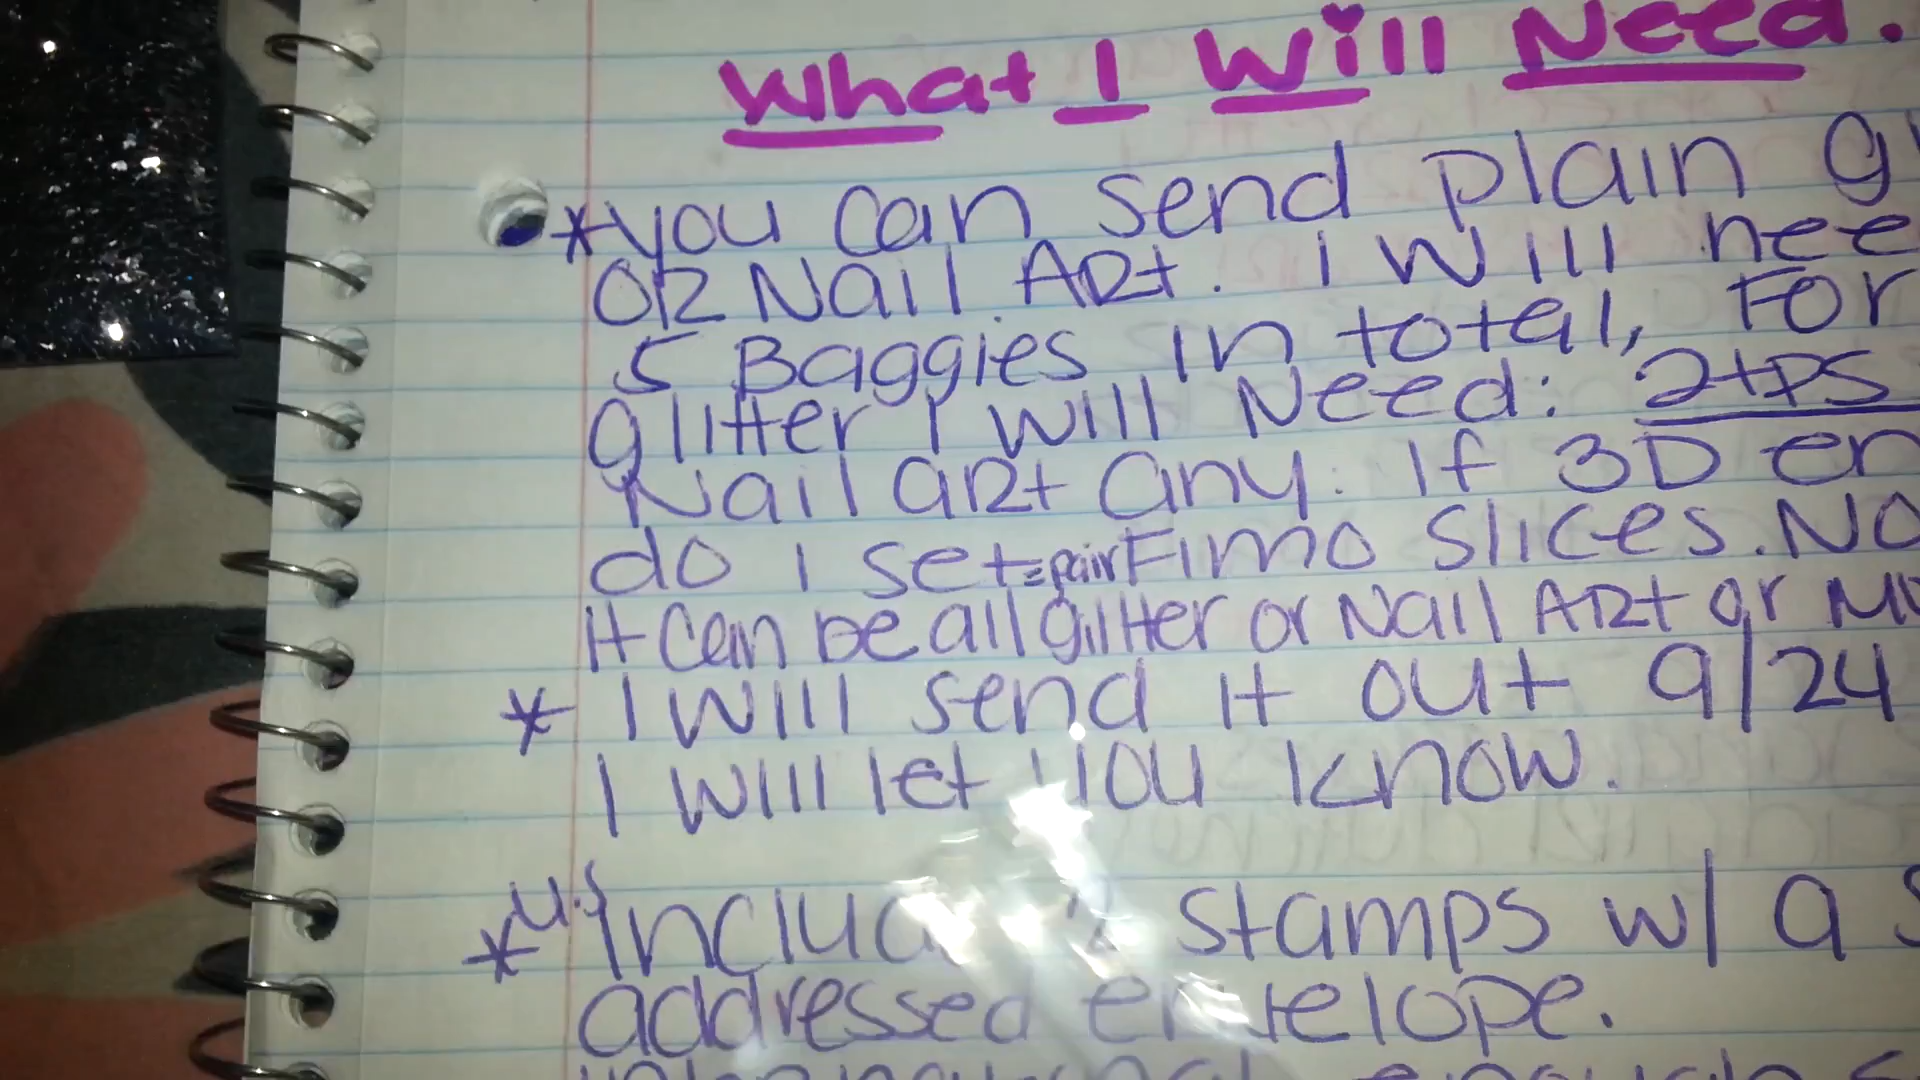 What I Will Need.
*you can send plain
OR Nail Art. I Will
5 Baggies in total, For
glitter I will Need: 2tps
Nail art any: If 3D
do 1 set=pair Fimo Slices.
It can be all glitter or Nail Art or
* I Will send it out 9/24
I will let you know.
*U.S stamps w/ a
addressed envelope.